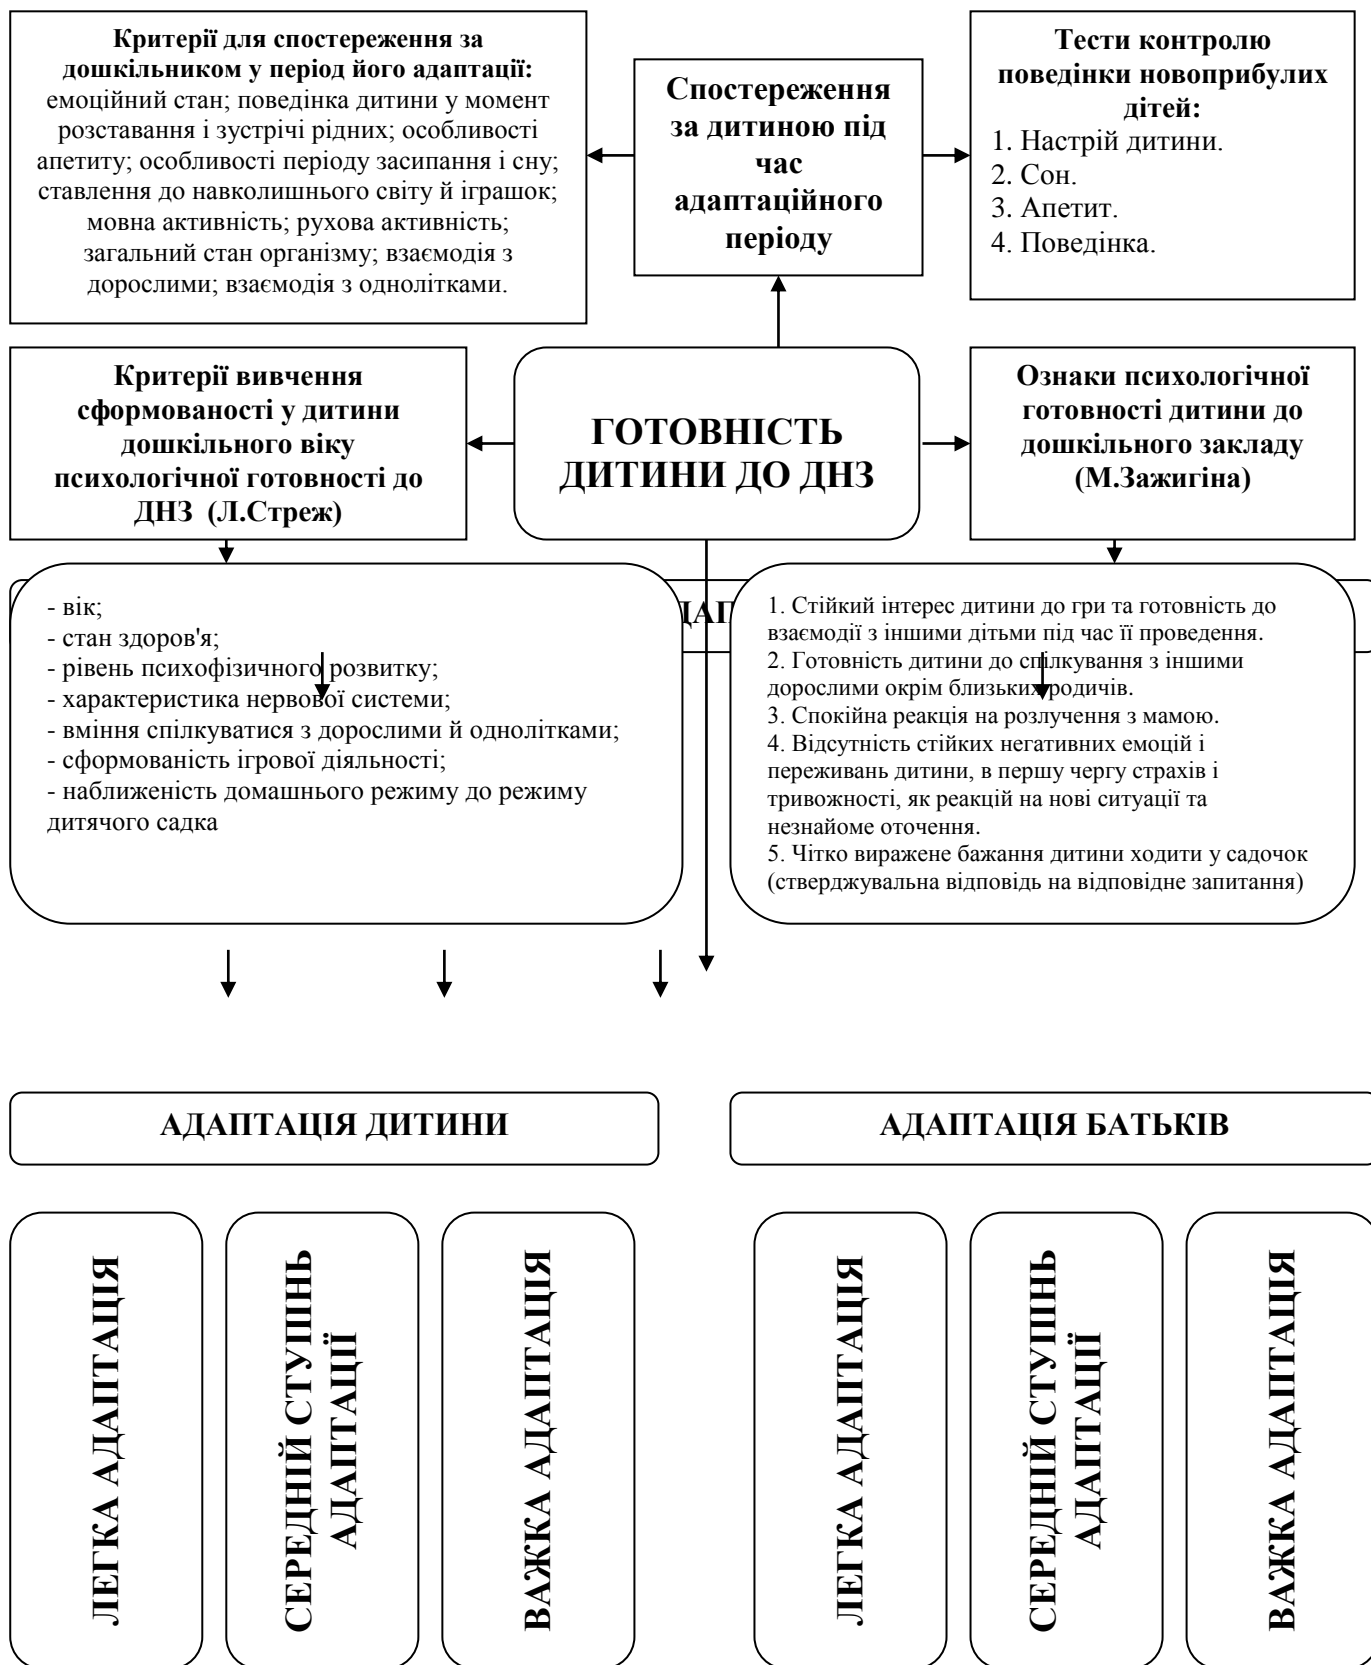 Критерії для спостереження за
дошкільником у період його адаптації:
емоційний стан; поведінка дитини у момент
розставання і зустрічі рідних; особливості
апетиту; особливості періоду засипання і сну;
ставлення до навколишнього світу й іграшок;
мовна активність; рухова активність;
загальний стан організму; взаємодія з
дорослими; взаємодія з однолітками.
Спостереження
за дитиною під
час
адаптаційного
періоду
Тести контролю
поведінки новоприбулих
дітей:
1. Настрій дитини.
2. Сон.
3. Апетит.
4. Поведінка.
Критерії вивчення
сформованості у дитини
дошкільного віку
психологічної готовності до
ДНЗ (Л.Стреж)
ГОТОВНІСТЬ
ДИТИНИ ДО ДНЗ
Ознаки психологічної
готовності дитини до
дошкільного закладу
(М.Зажигіна)
- вік;
- стан здоров'я;
- рівень психофізичного розвитку;
- характеристика нервової системи;
- вміння спілкуватися з дорослими й однолітками;
- сформованість ігрової діяльності;
- наближеність домашнього режиму до режиму
дитячого садка
1. Стійкий інтерес дитини до гри та готовність до
взаємодії з іншими дітьми під час її проведення.
2. Готовність дитини до спілкування з іншими
дорослими окрім близьких родичів.
3. Спокійна реакція на розлучення з мамою.
4. Відсутність стійких негативних емоцій і
переживань дитини, в першу чергу страхів і
тривожності, як реакцій на нові ситуації та
незнайоме оточення.
5. Чітко виражене бажання дитини ходити у садочок
(стверджувальна відповідь на відповідне запитання)
АДАПТАЦІЯ ДИТИНИ
АДАПТАЦІЯ БАТЬКІВ
ЛЕГКА АДАПТАЦІЯ
СЕРЕДНІЙ СТУПІНЬ
АДАПТАЦІЇ
ВАЖКА АДАПТАЦІЯ
ЛЕГКА АДАПТАЦІЯ
СЕРЕДНІЙ СТУПІНЬ
АДАПТАЦІЇ
ВАЖКА АДАПТАЦІЯ